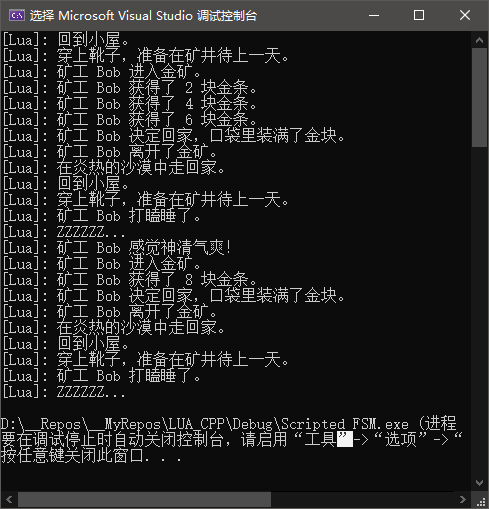 选择 Microsoft Visual Studio 调试控制台
[Lua]: 回到小屋。
[Lua]: 穿上靴子，准备在矿井待上一天。
[Lua]: 矿工 Bob 进入金矿。
[Lua]: 矿工 Bob 获得了 2 块金条。
[Lua]: 矿工 Bob 获得了 4 块金条。
[Lua]: 矿工 Bob 获得了 6 块金条。
[Lua]: 矿工 Bob 决定回家，口袋里装满了金块。
[Lua]: 矿工 Bob 离开了金矿。
[Lua]: 在炎热的沙漠中走回家。
[Lua]: 回到小屋。
[Lua]: 穿上靴子，准备在矿井待上一天。
[Lua]: 矿工 Bob 打瞌睡了。
[Lua]: ZZZZZZ...
[Lua]: 矿工 Bob 感觉神清气爽!
[Lua]: 矿工 Bob 进入金矿。
[Lua]: 矿工 Bob 获得了 8 块金条。
[Lua]: 矿工 Bob 决定回家，口袋里装满了金块。
[Lua]: 矿工 Bob 离开了金矿。
[Lua]: 在炎热的沙漠中走回家。
[Lua]: 回到小屋。
[Lua]: 穿上靴子，准备在矿井待上一天。
[Lua]: 矿工 Bob 打瞌睡了。
[Lua]: ZZZZZZ...
D:\__Repos\__MyRepos\LUA_CPP\Debug\Scripted_FSM.exe (进程
要在调试停止时自动关闭控制台，请启用“工具”->“选项”->“
按任意键关闭此窗口. . .